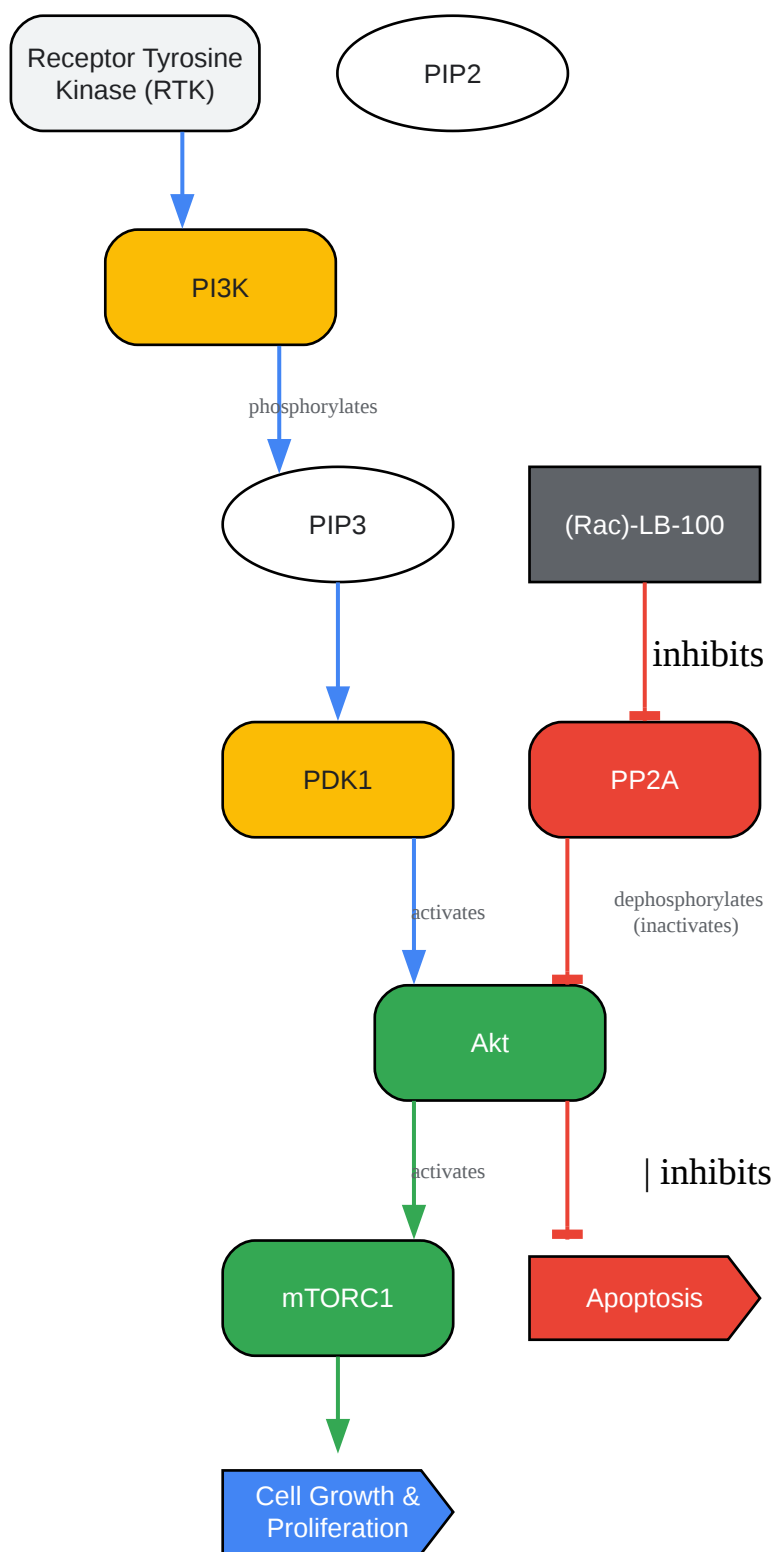 Receptor Tyrosine
Kinase (RTK)
PIP2
PI3K
phosphorylates
PIP3
(Rac)-LB-100
inhibits
PDK1
PP2A
activates
dephosphorylates
(inactivates)
Akt
activates
| inhibits
mTORC1
Apoptosis
Cell Growth &
Proliferation